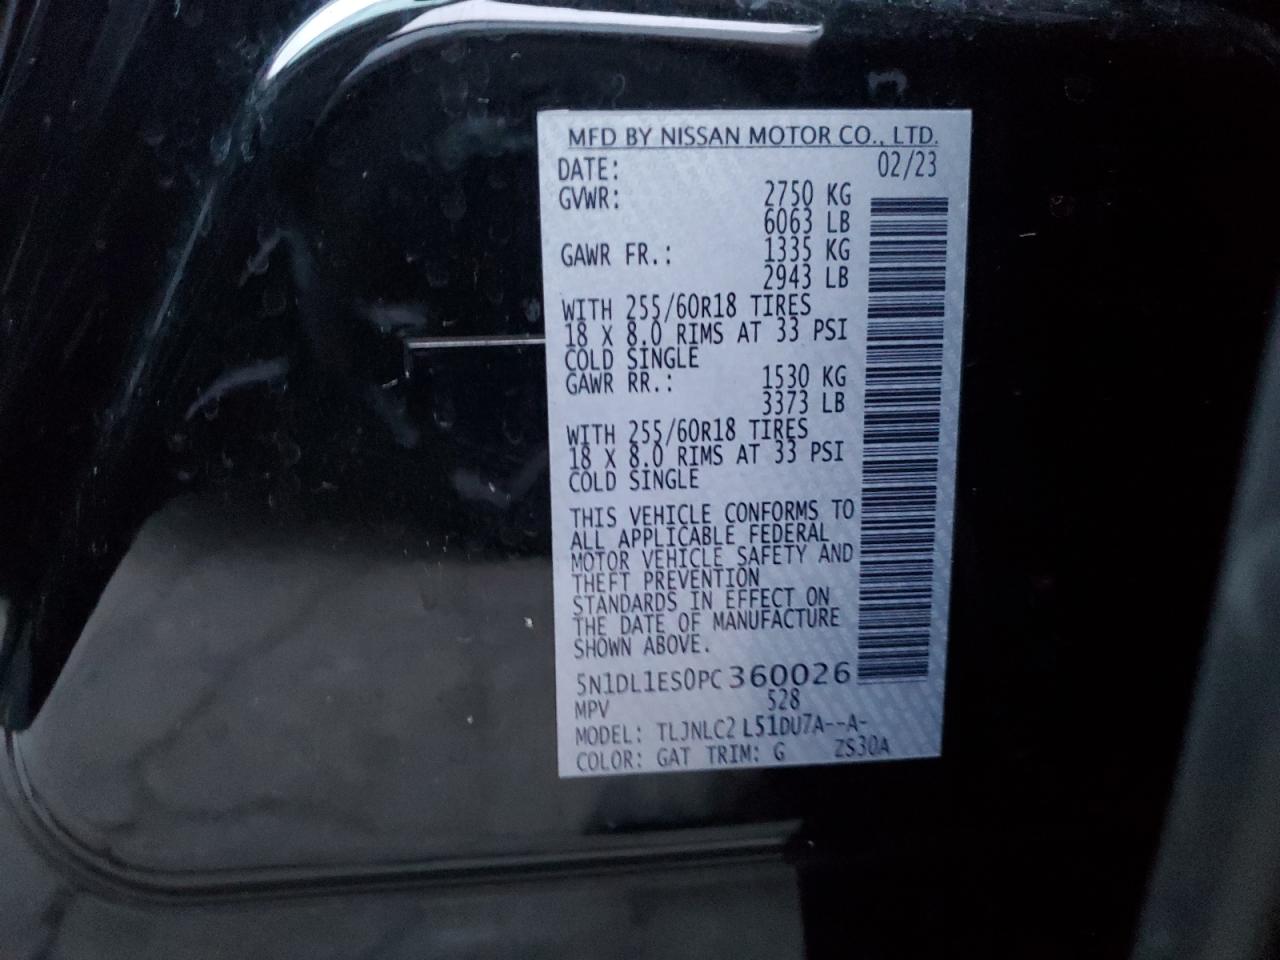 MFD BY NISSAN MOTOR CO., LTD.
DATE: 02/23
GVWR: 2750 KG
6063 LB
GAWR FR.: 1335 KG
2943 LB
WITH 255/60R18 TIRES
18 X 8.0 RIMS AT 33 PSI
COLD SINGLE
GAWR RR.: 1530 KG
3373 LB
WITH 255/60R18 TIRES
18 X 8.0 RIMS AT 33 PSI
COLD SINGLE
THIS VEHICLE CONFORMS TO
ALL APPLICABLE FEDERAL
MOTOR VEHICLE SAFETY AND
THEFT PREVENTION
STANDARDS IN EFFECT ON
THE DATE OF MANUFACTURE
SHOWN ABOVE.
5N1DL1ES0PC360026
MPV 528
MODEL: TLJNLC2 L51DU7A--A-
COLOR: GAT TRIM: G ZS30A